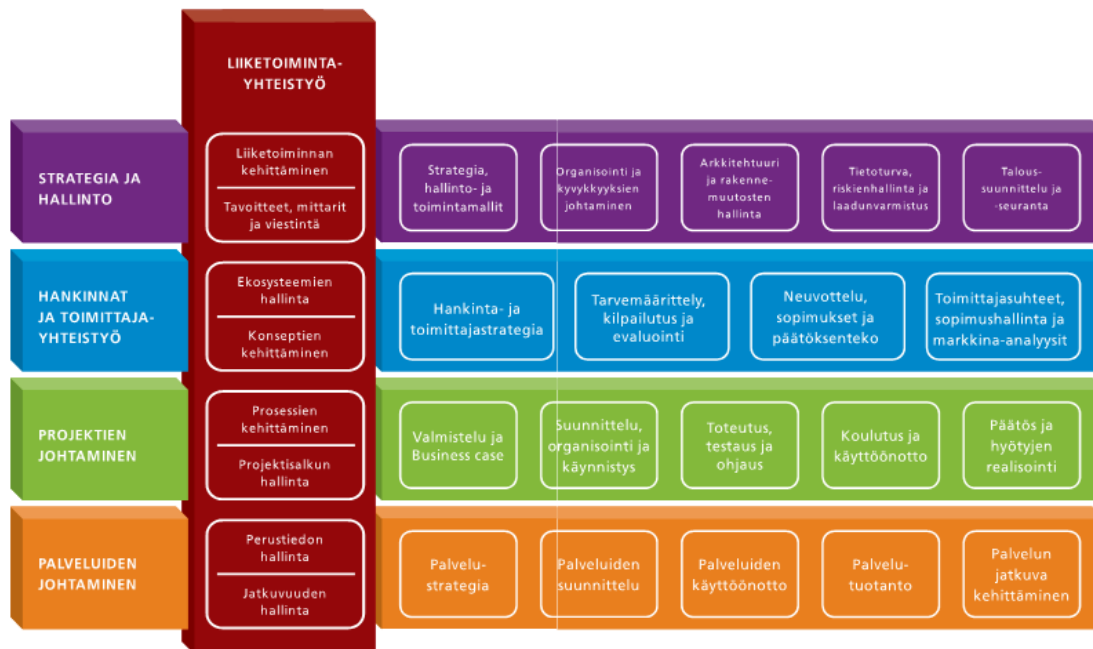 LIIKETOIMINTA-
YHTEISTYÖ
STRATEGIA JA
HALLINTO
Liiketoiminnan
kehittäminen
Tavoitteet, mittarit
ja viestintä
Strategia,
hallinto- ja
toimintamallit
Organisointi ja
kyvykkyyksien
johtaminen
Arkkitehtuuri
ja rakenne-
muutosten
hallinta
Tietoturva,
riskienhallinta ja
laadunvarmistus
Talous-
suunnittelu ja
-seuranta
HANKINNAT
JA TOIMITTAJA-
YHTEISTYÖ
Ekosysteemien
hallinta
Konseptien
kehittäminen
Hankinta- ja
toimittajastrategia
Tarvemäärittely,
kilpailutus ja
evaluointi
Neuvottelu,
sopimukset ja
päätöksenteko
Toimittajasuhteet,
sopimushallinta ja
markkina-analyysit
PROJEKTIEN
JOHTAMINEN
Prosessien
kehittäminen
Projektisalkun
hallinta
Valmistelu ja
Business case
Suunnittelu,
organisointi ja
käynnistys
Toteutus,
testaus ja
ohjaus
Koulutus ja
käyttöönotto
Päätös ja
hyötyjen
realisointi
PALVELUIDEN
JOHTAMINEN
Perustiedon
hallinta
Jatkuvuuden
hallinta
Palvelu-
strategia
Palveluiden
suunnittelu
Palveluiden
käyttöönotto
Palvelu-
tuotanto
Palvelun
jatkuva
kehittäminen